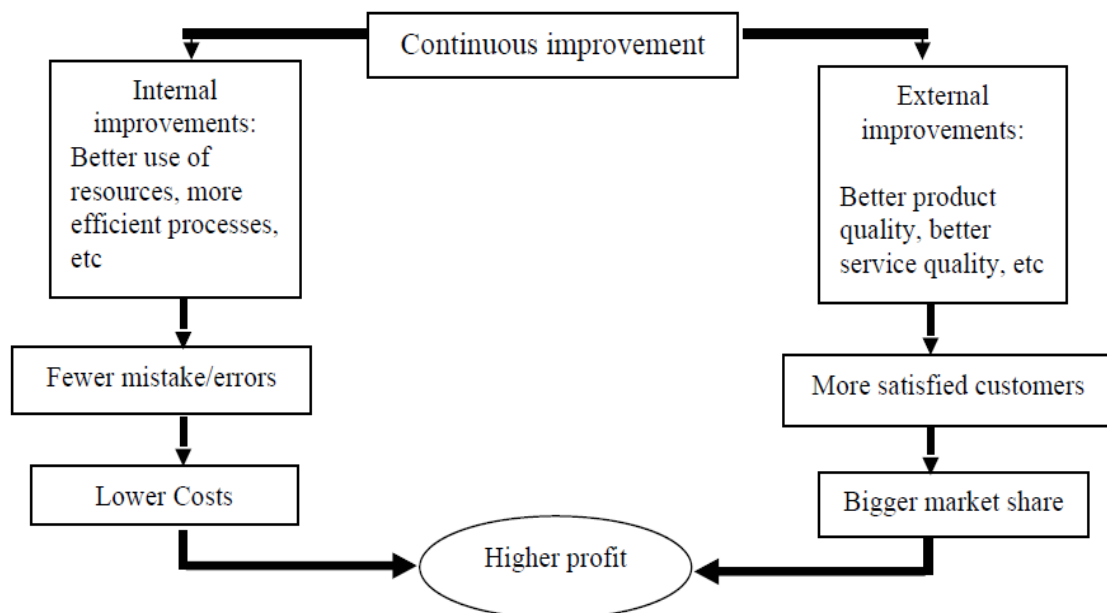 Continuous improvement
Internal
improvements:
Better use of
resources, more
efficient processes,
etc
External
improvements:
Better product
quality, better
service quality, etc
Fewer mistake/errors
More satisfied customers
Lower Costs
Bigger market share
Higher profit